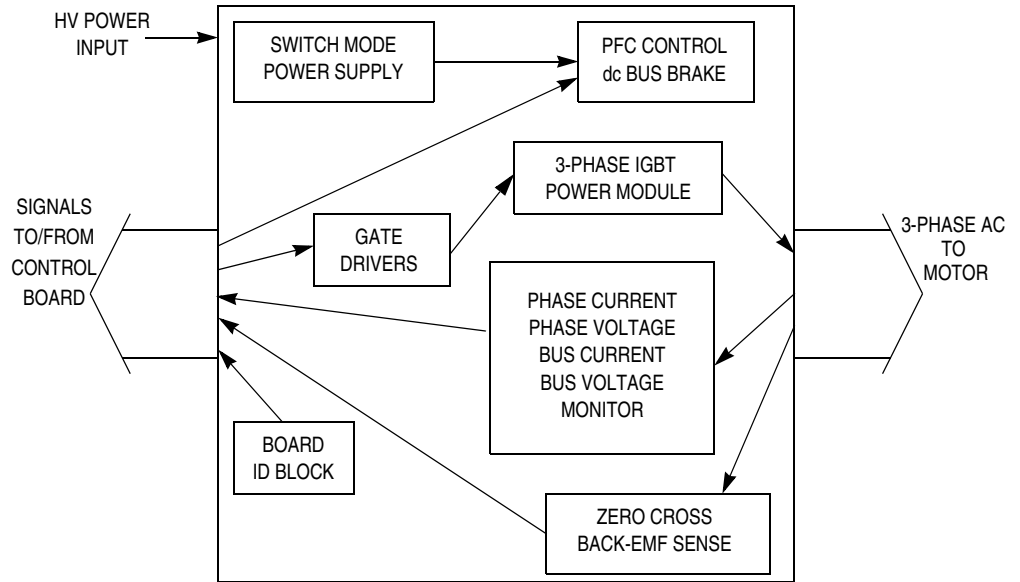 HV POWER
INPUT
SWITCH MODE
POWER SUPPLY
PFC CONTROL
dc BUS BRAKE
3-PHASE IGBT
POWER MODULE
SIGNALS
TO/FROM
CONTROL
BOARD
GATE
DRIVERS
3-PHASE AC
TO
MOTOR
PHASE CURRENT
PHASE VOLTAGE
BUS CURRENT
BUS VOLTAGE
MONITOR
BOARD
ID BLOCK
ZERO CROSS
BACK-EMF SENSE